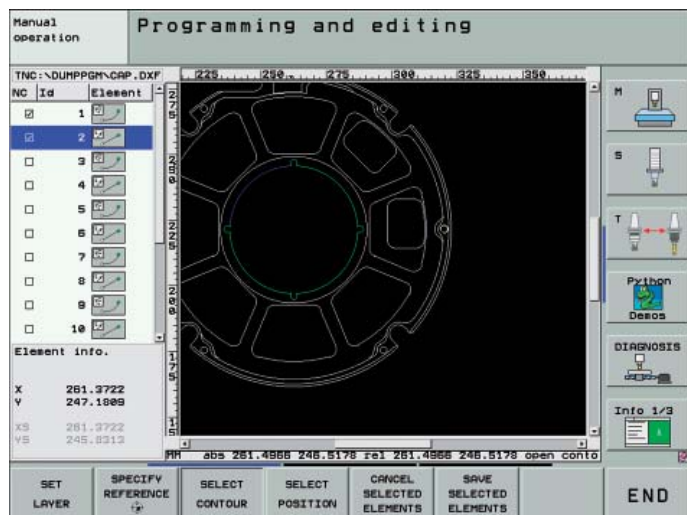 Manual
operation
Programming and editing
TNC:\DUMPPGM\CAP.DXF
NC Id Element
1
2
3
4
5
6
7
8
9
10
225 250 275 300 325 350
Element info.
X 261.3722
Y 247.1809
XS 261.3722
YS 245.8313
MM abs 261.4966 246.5178 rel 261.4966 246.5178 open conto
M
S
T
Python
Demos
DIAGNOSIS
Info 1/3
SET
LAYER
SPECIFY
REFERENCE
SELECT
CONTOUR
SELECT
POSITION
CANCEL
SELECTED
ELEMENTS
SAVE
SELECTED
ELEMENTS
END